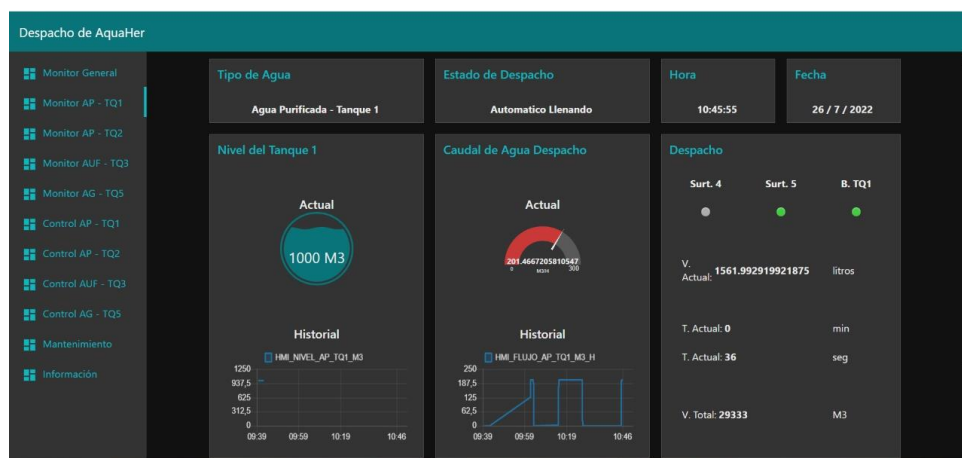 Despacho de AquaHer
Monitor General
Monitor AP - TQ1
Monitor AP - TQ2
Monitor AUF - TQ3
Monitor AG - TQ5
Control AP - TQ1
Control AP - TQ2
Control AUF - TQ3
Control AG - TQ5
Mantenimiento
Información
Tipo de Agua
Agua Purificada - Tanque 1
Estado de Despacho
Automatico Llenando
Hora
10:45:55
Fecha
26 / 7 / 2022
Nivel del Tanque 1
Actual
1000 M3
Historial
HMI_NIVEL_AP_TQ1_M3
1250
937,5
625
312,5
0
09:39 09:59 10:19 10:46
Caudal de Agua Despacho
Actual
201.4667205810547
0 M3/H 300
Historial
HMI_FLUJO_AP_TQ1_M3_H
250
187,5
125
62,5
0
09:39 09:59 10:19 10:46
Despacho
Surt. 4 Surt. 5 B. TQ1
V. Actual: 1561.992919921875 litros
T. Actual: 0 min
T. Actual: 36 seg
V. Total: 29333 M3